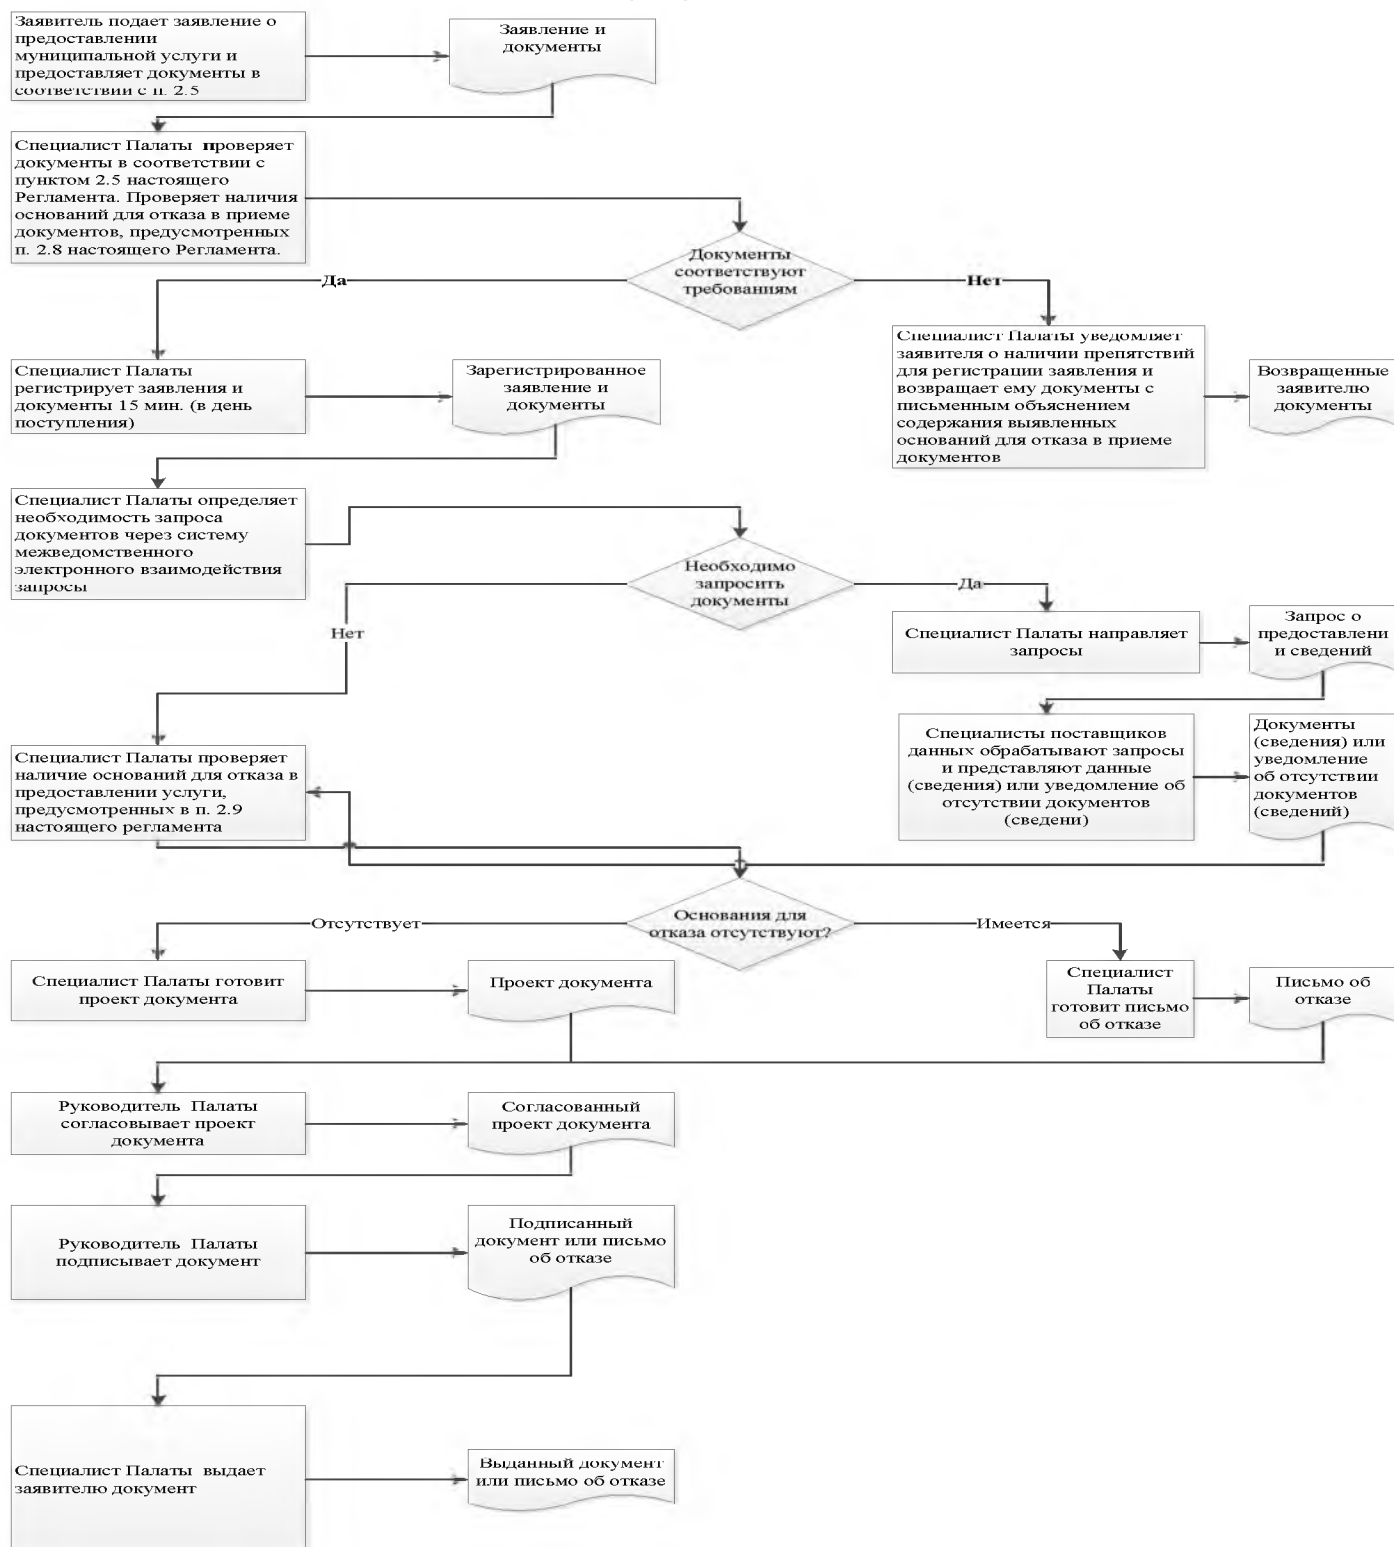 Заявитель подает заявление о
предоставлении
муниципальной услуги и
предоставляет документы в
соответствии с п. 2.5
Заявление и
документы
Специалист Палаты проверяет
документы в соответствии с
пунктом 2.5 настоящего
Регламента. Проверяет наличия
оснований для отказа в приеме
документов, предусмотренных
п. 2.8 настоящего Регламента.
Документы
соответствуют
требованиям
Да
Нет
Специалист Палаты
регистрирует заявления и
документы 15 мин. (в день
поступления)
Зарегистрированное
заявление и
документы
Специалист Палаты уведомляет
заявителя о наличии препятствий
для регистрации заявления и
возвращает ему документы с
письменным объяснением
содержания выявленных
оснований для отказа в приеме
документов
Возвращенные
заявителю
документы
Специалист Палаты определяет
необходимость запроса
документов через систему
межведомственного
электронного взаимодействия
запросы
Необходимо
запросить
документы
Да
Нет
Специалист Палаты направляет
запросы
Запрос о
предоставлени
и сведений
Специалисты поставщиков
данных обрабатывают запросы
и представляют данные
(сведения) или уведомление об
отсутствии документов
(сведени)
Документы
(сведения) или
уведомление
об отсутствии
документов
(сведений)
Специалист Палаты проверяет
наличие оснований для отказа в
предоставлении услуги,
предусмотренных в п. 2.9
настоящего регламента
Основания для
отказа отсутствуют?
Отсутствует
Имеется
Специалист Палаты готовит
проект документа
Проект документа
Специалист
Палаты
готовит письмо
об отказе
Письмо об
отказе
Руководитель Палаты
согласовывает проект
документа
Согласованный
проект документа
Руководитель Палаты
подписывает документ
Подписанный
документ или письмо
об отказе
Специалист Палаты выдает
заявителю документ
Выданный документ
или письмо об отказе